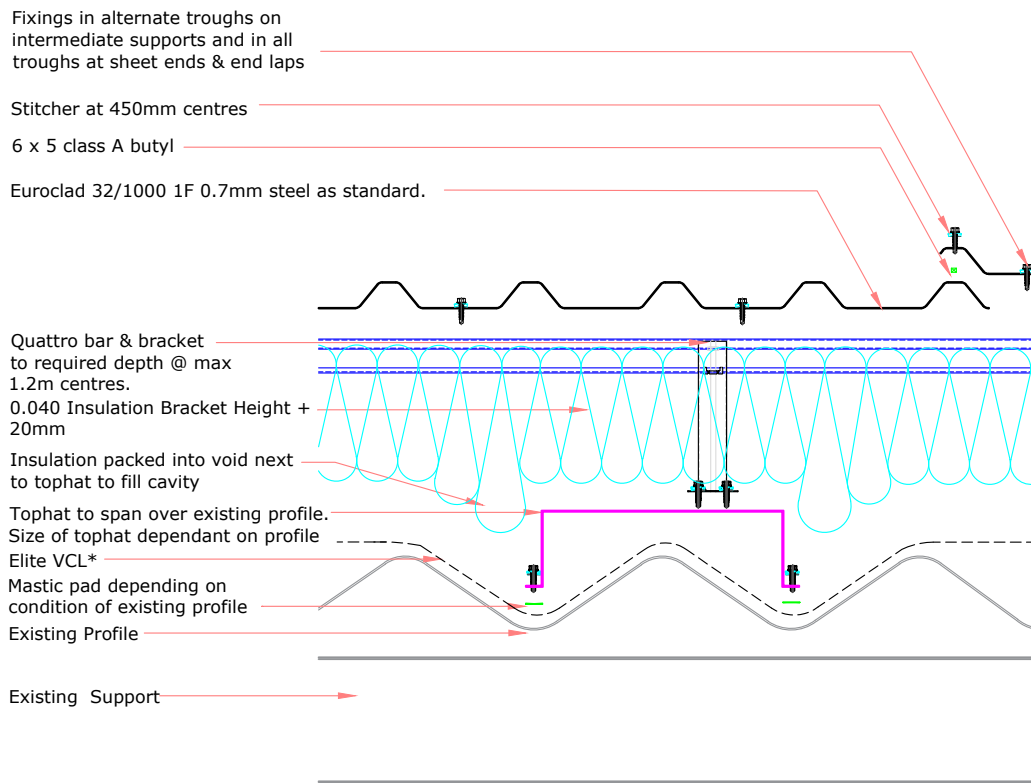 Fixings in alternate troughs on
intermediate supports and in all
troughs at sheet ends & end laps
Stitcher at 450mm centres
6 x 5 class A butyl
Euroclad 32/1000 1F 0.7mm steel as standard.
Quattro bar & bracket
to required depth @ max
1.2m centres.
0.040 Insulation Bracket Height +
20mm
Insulation packed into void next
to tophat to fill cavity
Tophat to span over existing profile.
Size of tophat dependant on profile
Elite VCL*
Mastic pad depending on
condition of existing profile
Existing Profile
Existing Support